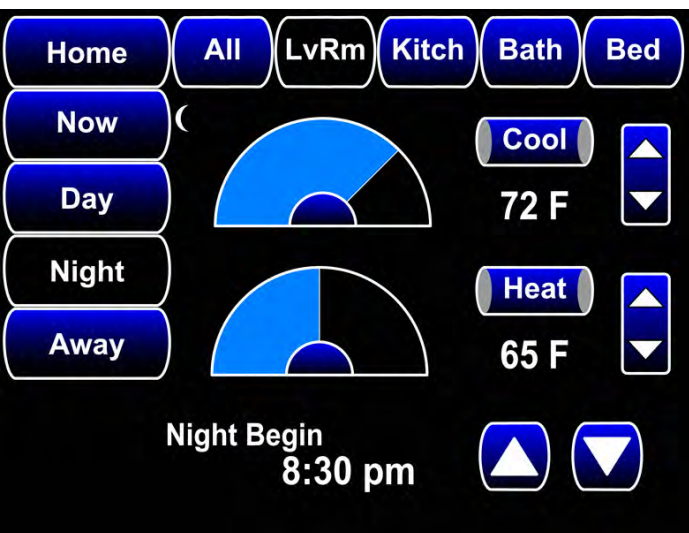 Home All LvRm Kitch Bath Bed
Now
Day
Night
Away
Cool
72 F
Heat
65 F
Night Begin
8:30 pm